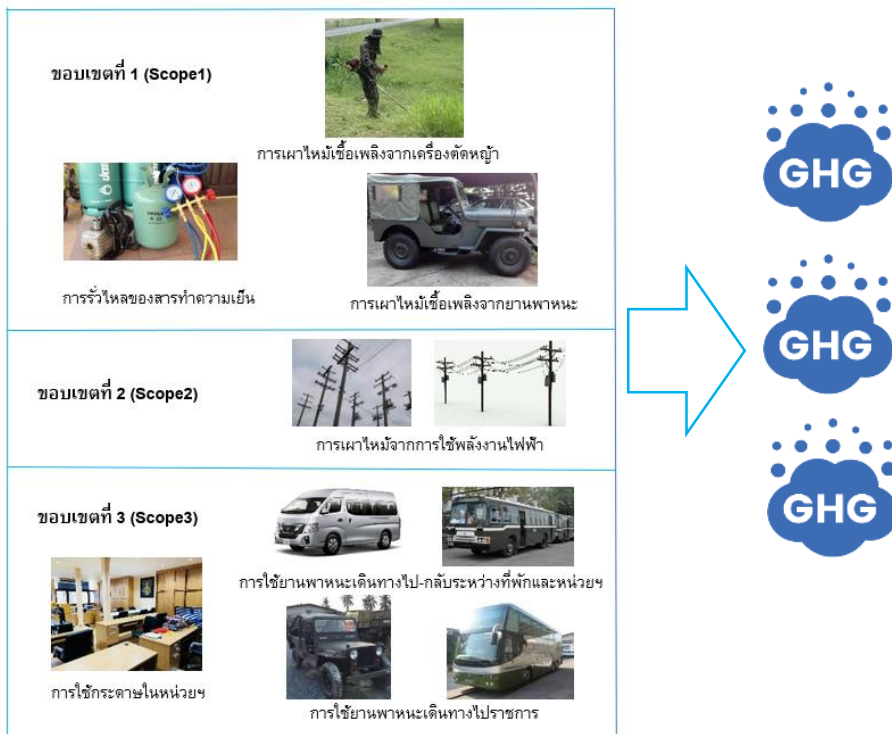 ขอบเขตที่ 1 (Scope1)
การเผาไหม้เชื้อเพลิงจากเครื่องตัดหญ้า
การรั่วไหลของสารทำความเย็น
การเผาไหม้เชื้อเพลิงจากยานพาหนะ
ขอบเขตที่ 2 (Scope2)
การเผาไหม้จากการใช้พลังงานไฟฟ้า
ขอบเขตที่ 3 (Scope3)
การใช้ยานพาหนะเดินทางไป-กลับระหว่างที่พักและหน่วยฯ
การใช้กระดาษในหน่วยฯ
การใช้ยานพาหนะเดินทางไปราชการ
GHG
GHG
GHG